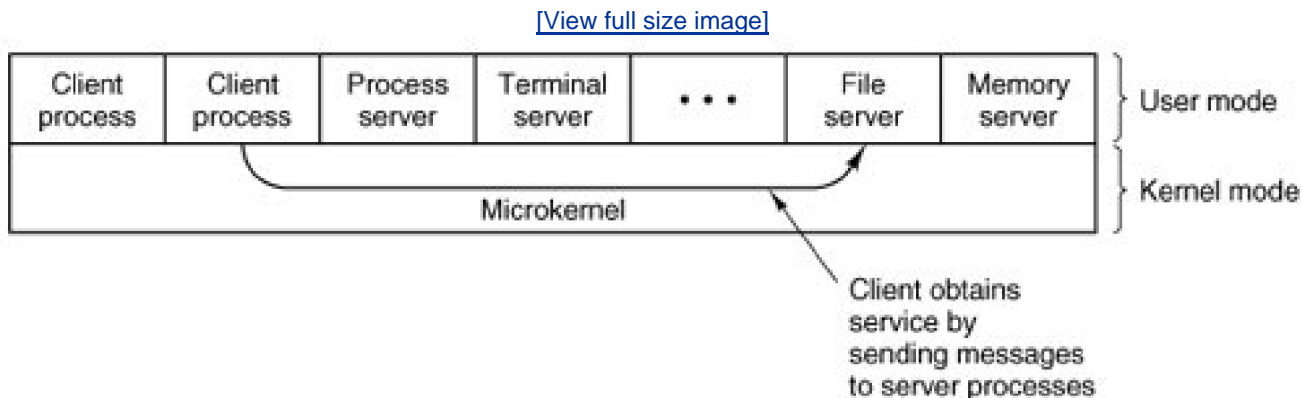 [View full size image]
Client process
Client process
Process server
Terminal server
• • •
File server
Memory server
User mode
Microkernel
Kernel mode
Client obtains
service by
sending messages
to server processes